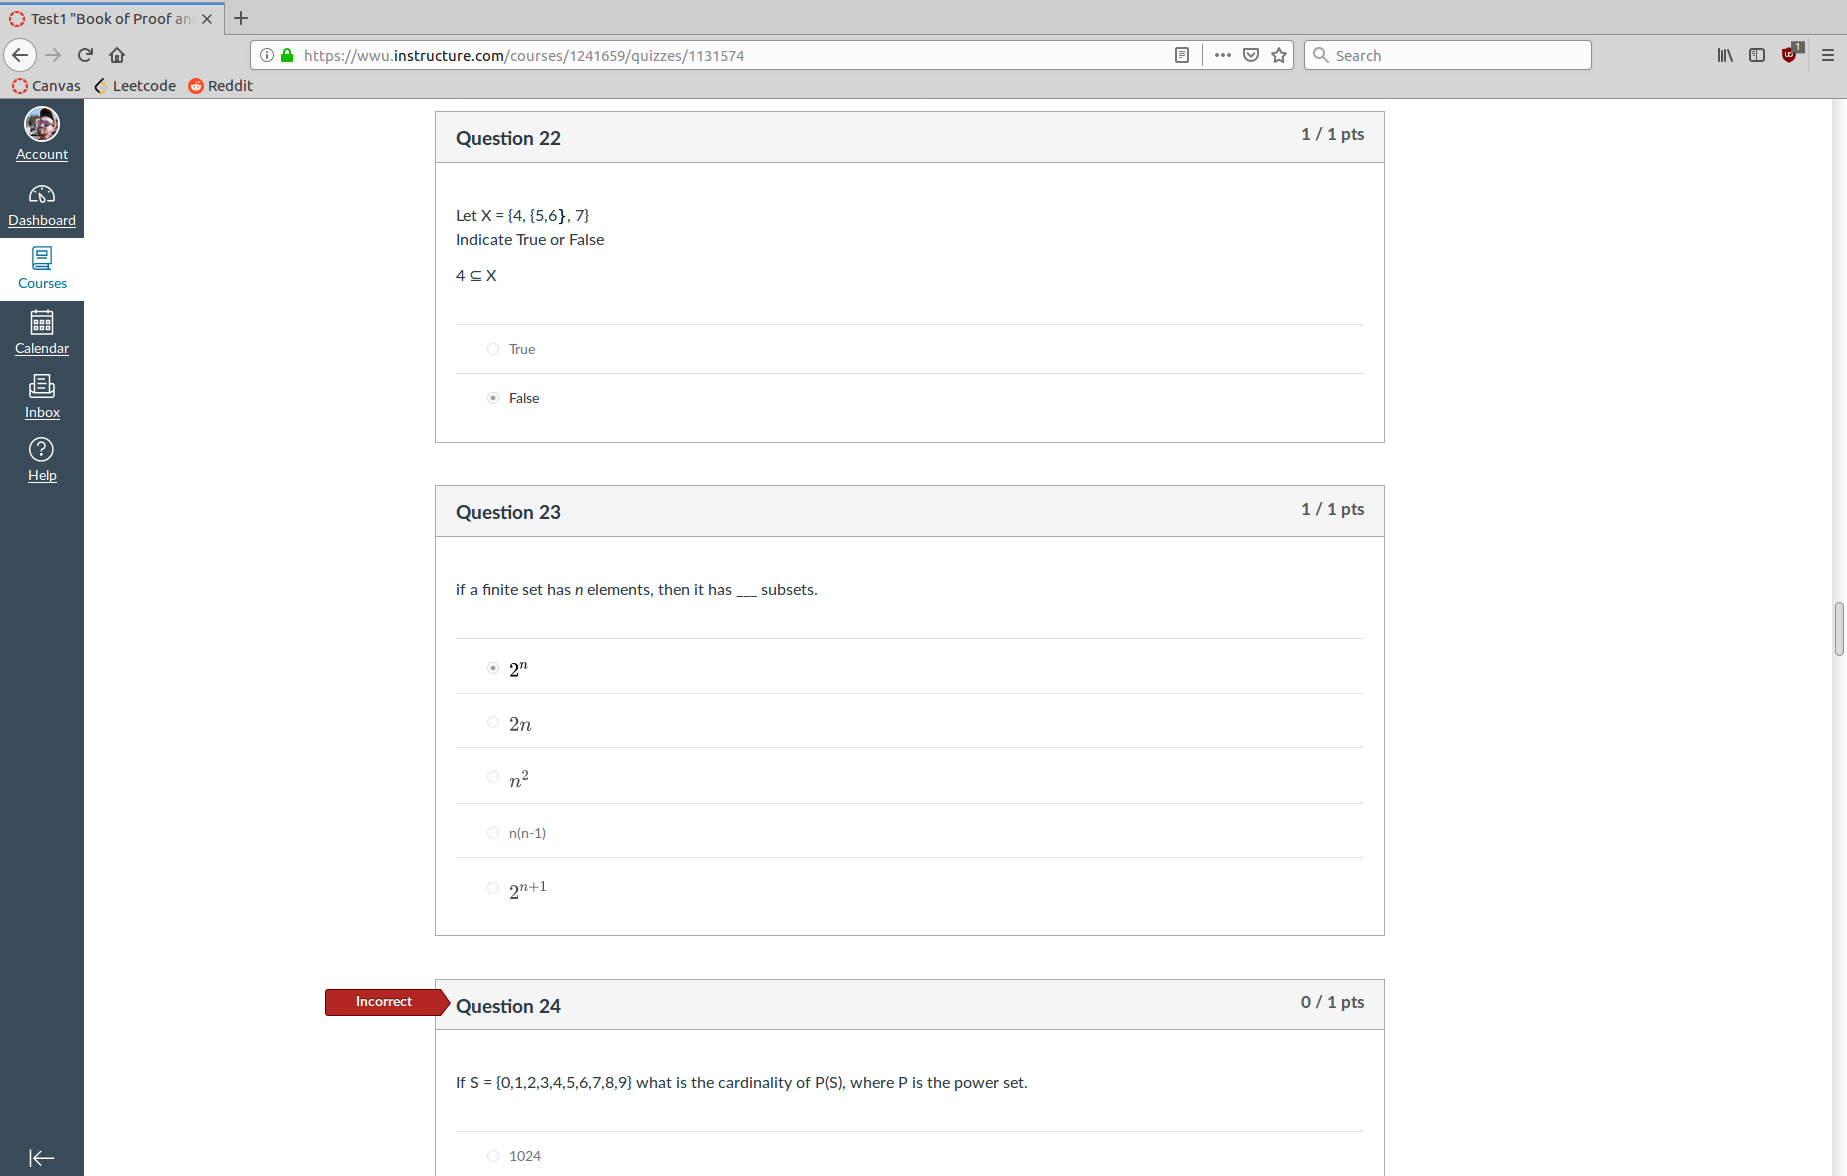 Test1 "Book of Proof an
https://wwu.instructure.com/courses/1241659/quizzes/1131574
Search
1
Canvas
Leetcode
Reddit
Account
Dashboard
Courses
Calendar
Inbox
Help
Question 22
1 / 1 pts
Let X = {4, {5,6}, 7}
Indicate True or False
4 ⊆ X
True
False
Question 23
1 / 1 pts
if a finite set has n elements, then it has ___ subsets.
2^n
2n
n^2
n(n-1)
2^{n+1}
Incorrect
Question 24
0 / 1 pts
If S = {0,1,2,3,4,5,6,7,8,9} what is the cardinality of P(S), where P is the power set.
1024